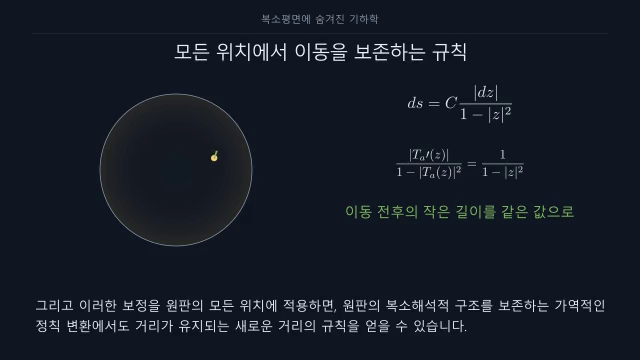 복소평면에 숨겨진 기하학
모든 위치에서 이동을 보존하는 규칙
ds = C |dz| / (1 − |z|²)
|Tₐ′(z)| / (1 − |Tₐ(z)|²) = 1 / (1 − |z|²)
이동 전후의 작은 길이를 같은 값으로
그리고 이러한 보정을 원판의 모든 위치에 적용하면, 원판의 복소해석적 구조를 보존하는 가역적인
정칙 변환에서도 거리가 유지되는 새로운 거리의 규칙을 얻을 수 있습니다.